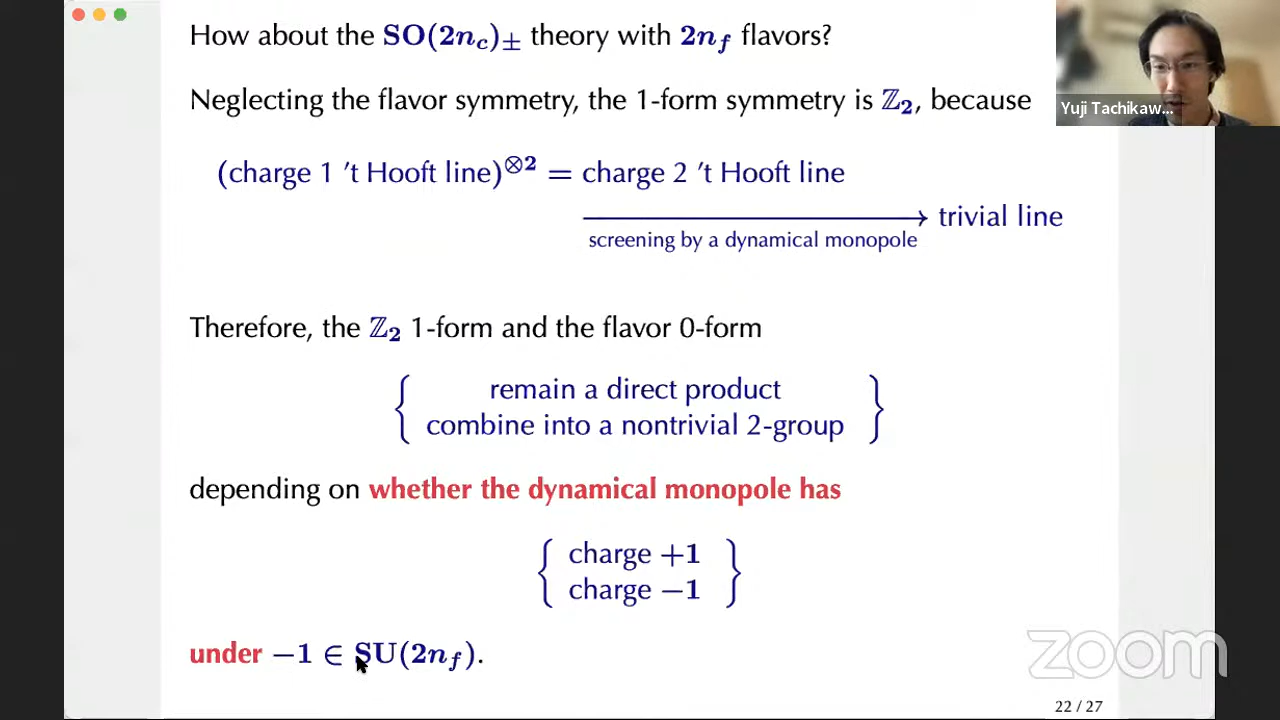 How about the SO(2n_c)_± theory with 2n_f flavors?
Yuji Tachikaw...
Neglecting the flavor symmetry, the 1-form symmetry is ℤ₂, because
(charge 1 ’t Hooft line)^⊗2 = charge 2 ’t Hooft line
⟶ trivial line
screening by a dynamical monopole
Therefore, the ℤ₂ 1-form and the flavor 0-form
{ remain a direct product
combine into a nontrivial 2-group }
depending on whether the dynamical monopole has
{ charge +1
charge −1 }
under −1 ∈ SU(2n_f).
zoom
22 / 27